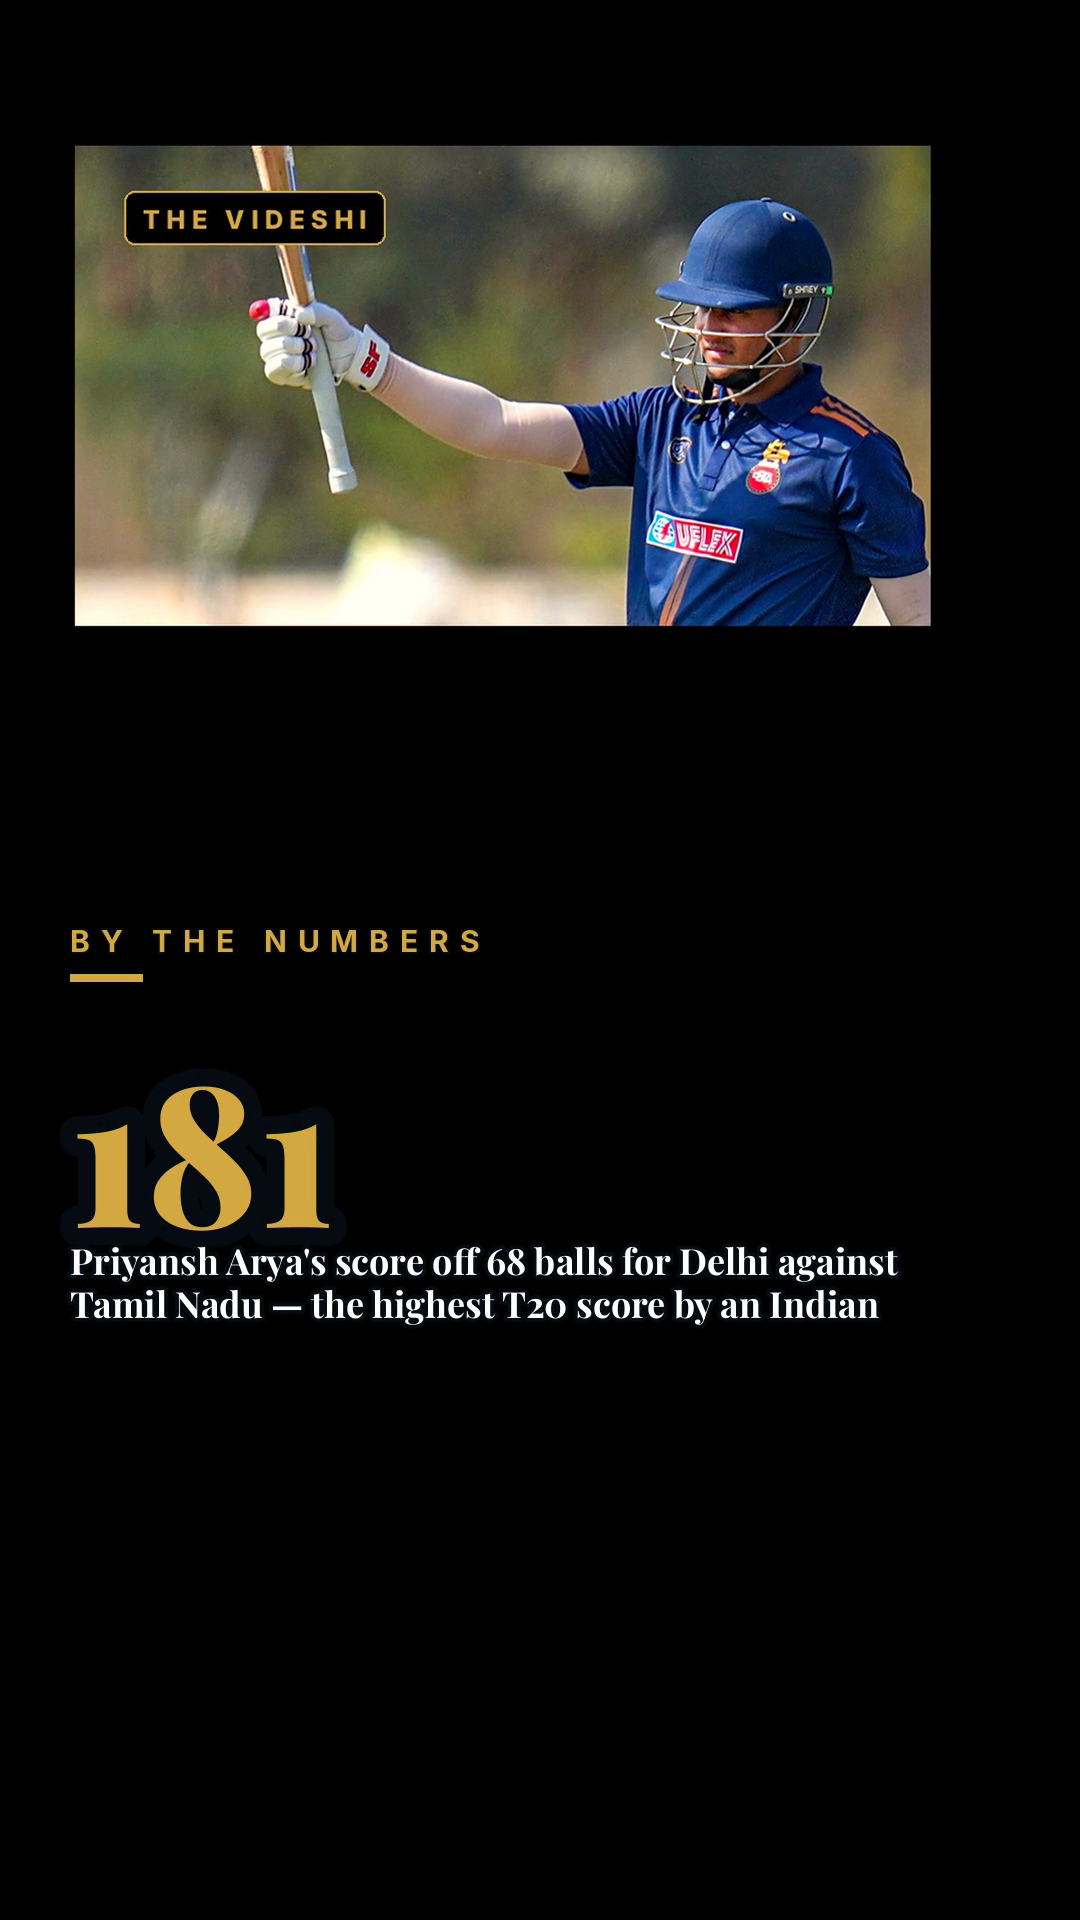 THE VIDESHI
SHREY
SF
UFLEX
BY THE NUMBERS
181
Priyansh Arya's score off 68 balls for Delhi against
Tamil Nadu — the highest T20 score by an Indian